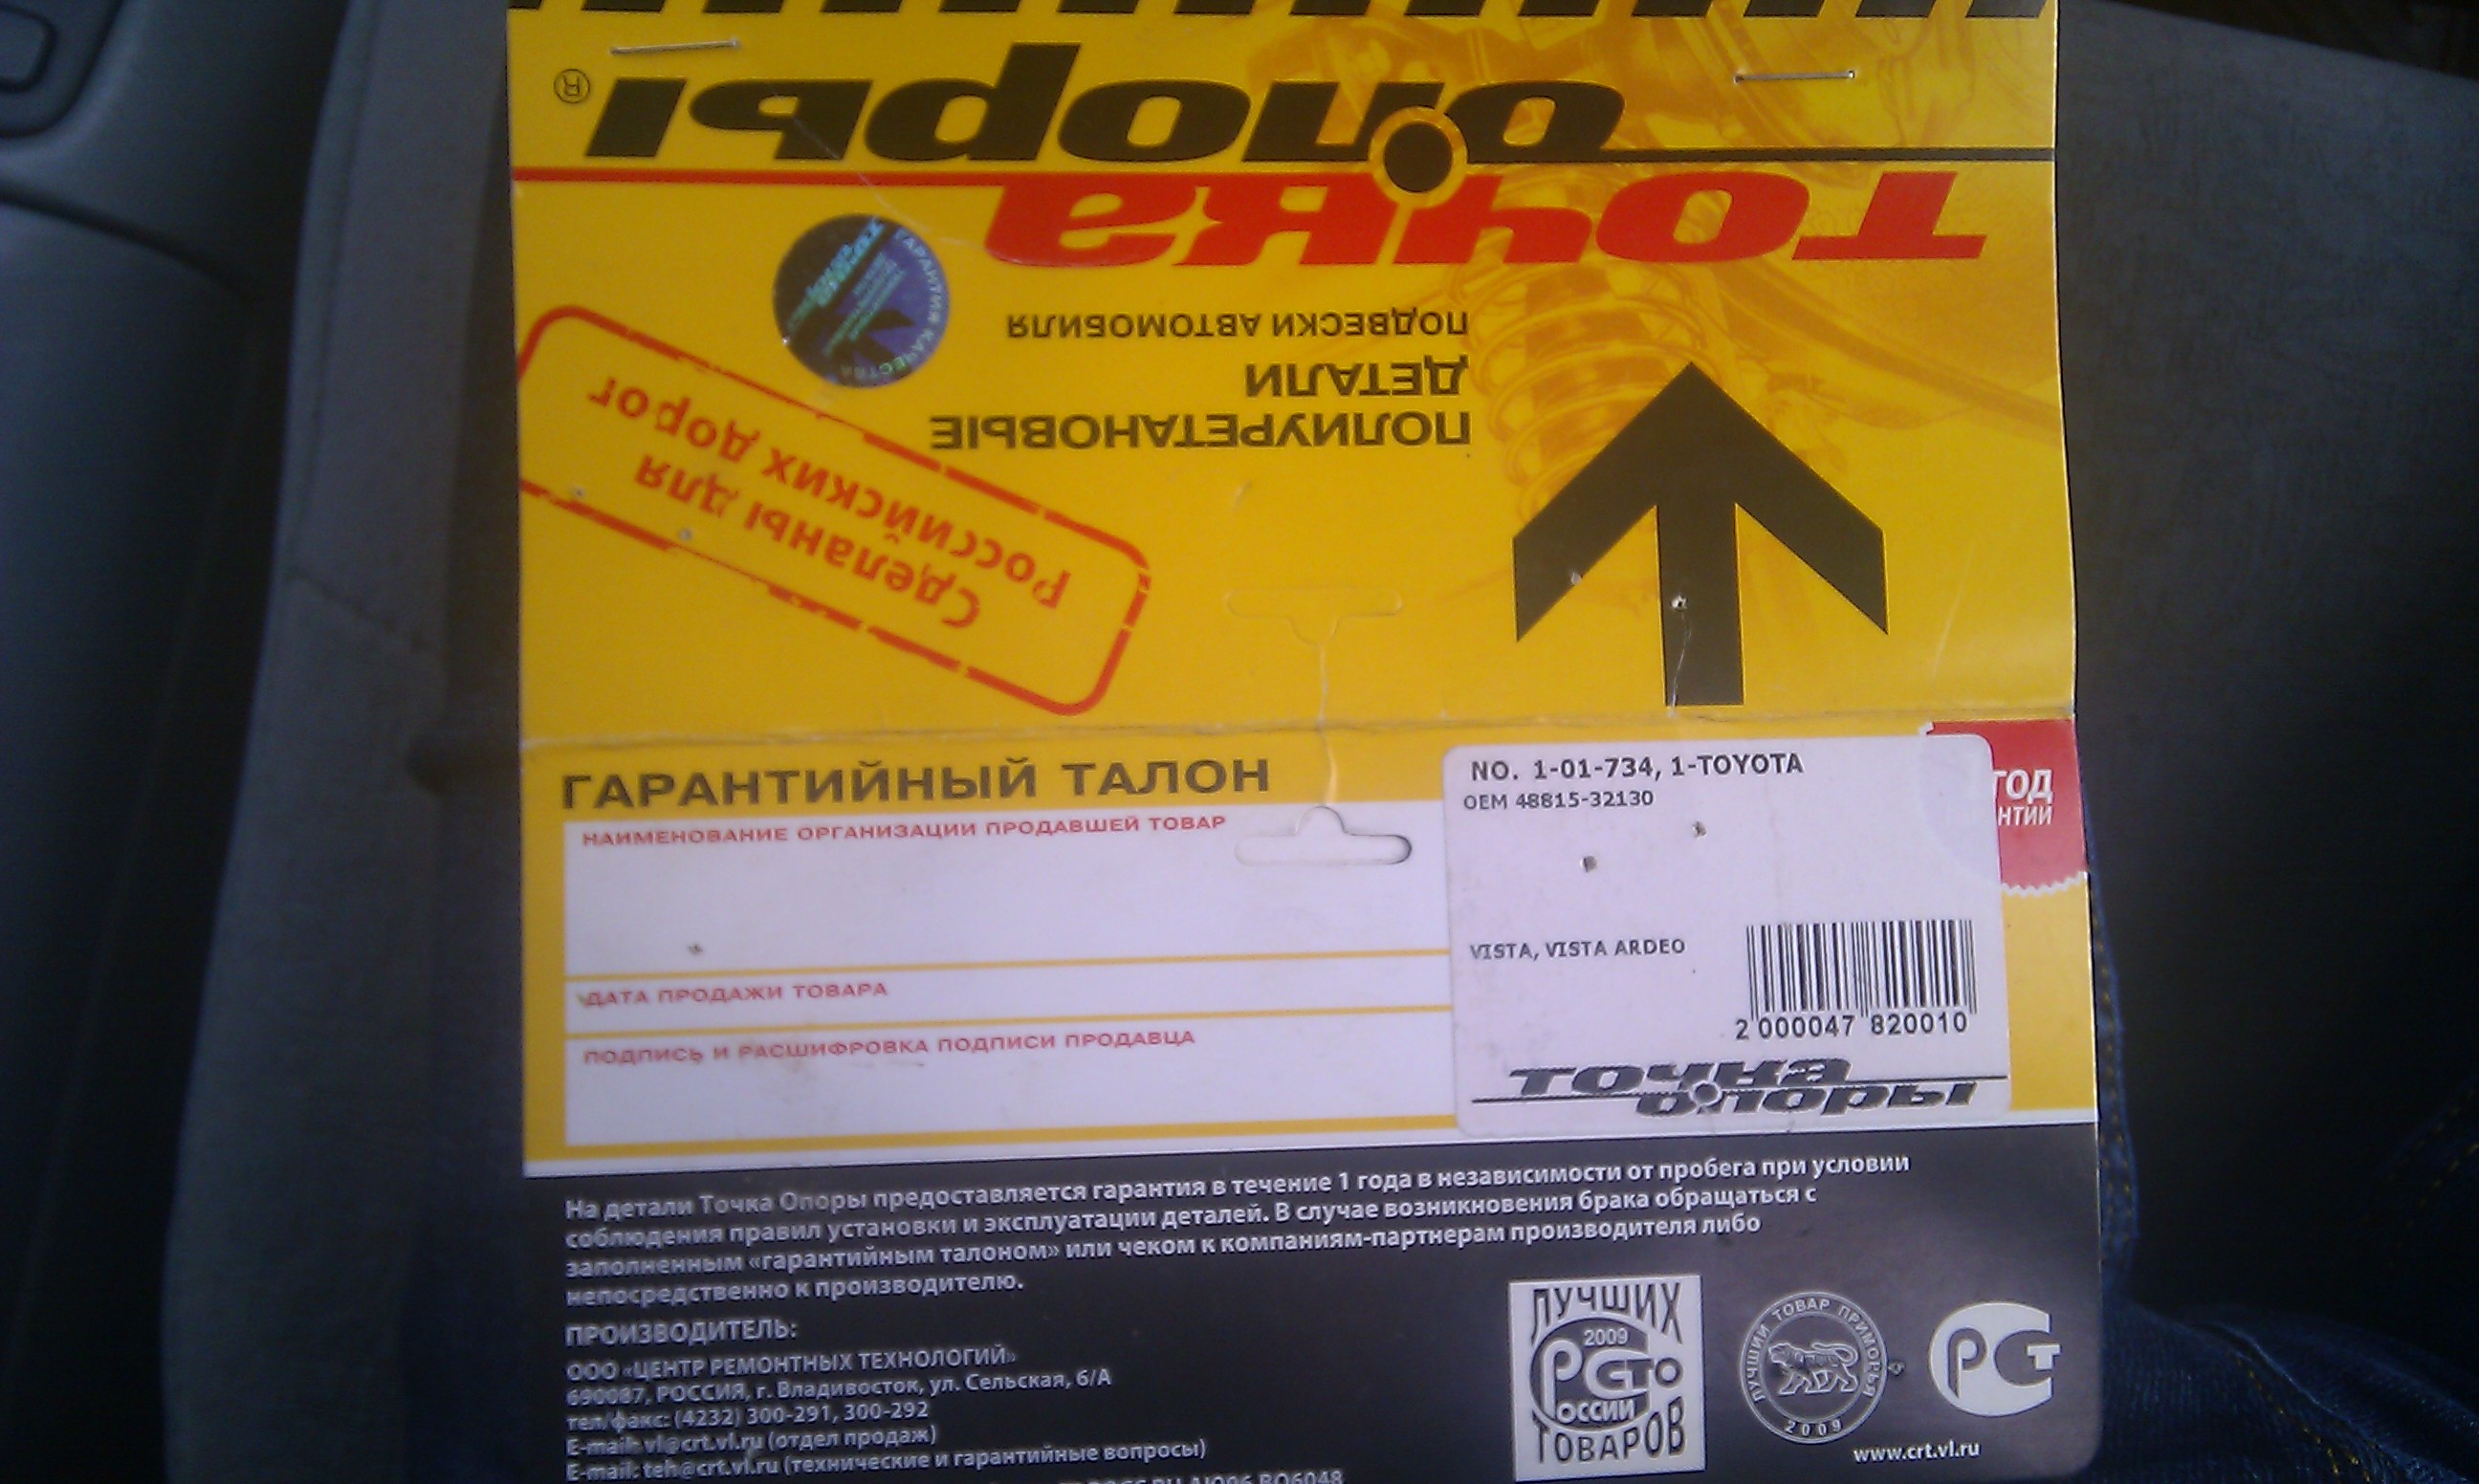 точка
опоры
®
ПОЛИУРЕТАНОВЫЕ
ДЕТАЛИ
ПОДВЕСКИ АВТОМОБИЛЯ
ГАРАНТИЯ КАЧЕСТВА
Сделаны для
Российских дорог
ГАРАНТИЙНЫЙ ТАЛОН
НАИМЕНОВАНИЕ ОРГАНИЗАЦИИ ПРОДАВШЕЙ ТОВАР
ДАТА ПРОДАЖИ ТОВАРА
ПОДПИСЬ И РАСШИФРОВКА ПОДПИСИ ПРОДАВЦА
NO. 1-01-734, 1-TOYOTA
OEM 48815-32130
VISTA, VISTA ARDEO
2 000047 820010
точка
опоры
ГОД
НТИИ
На детали Точка Опоры предоставляется гарантия в течение 1 года в независимости от пробега при условии
соблюдения правил установки и эксплуатации деталей. В случае возникновения брака обращаться с
заполненным «гарантийным талоном» или чеком к компаниям-партнерам производителя либо
непосредственно к производителю.
ПРОИЗВОДИТЕЛЬ:
ООО «ЦЕНТР РЕМОНТНЫХ ТЕХНОЛОГИЙ»
690087, РОССИЯ, г. Владивосток, ул. Сельская, 6/А
тел/факс: (4232) 300-291, 300-292
E-mail: vl@crt.vl.ru (отдел продаж)
E-mail: teh@crt.vl.ru (технические и гарантийные вопросы)
ЛУЧШИХ
2009
СТО
РОССИИ
ТОВАРОВ
ЛУЧШИЙ ТОВАР ПРИМОРЬЯ
2009
РСТ
www.crt.vl.ru